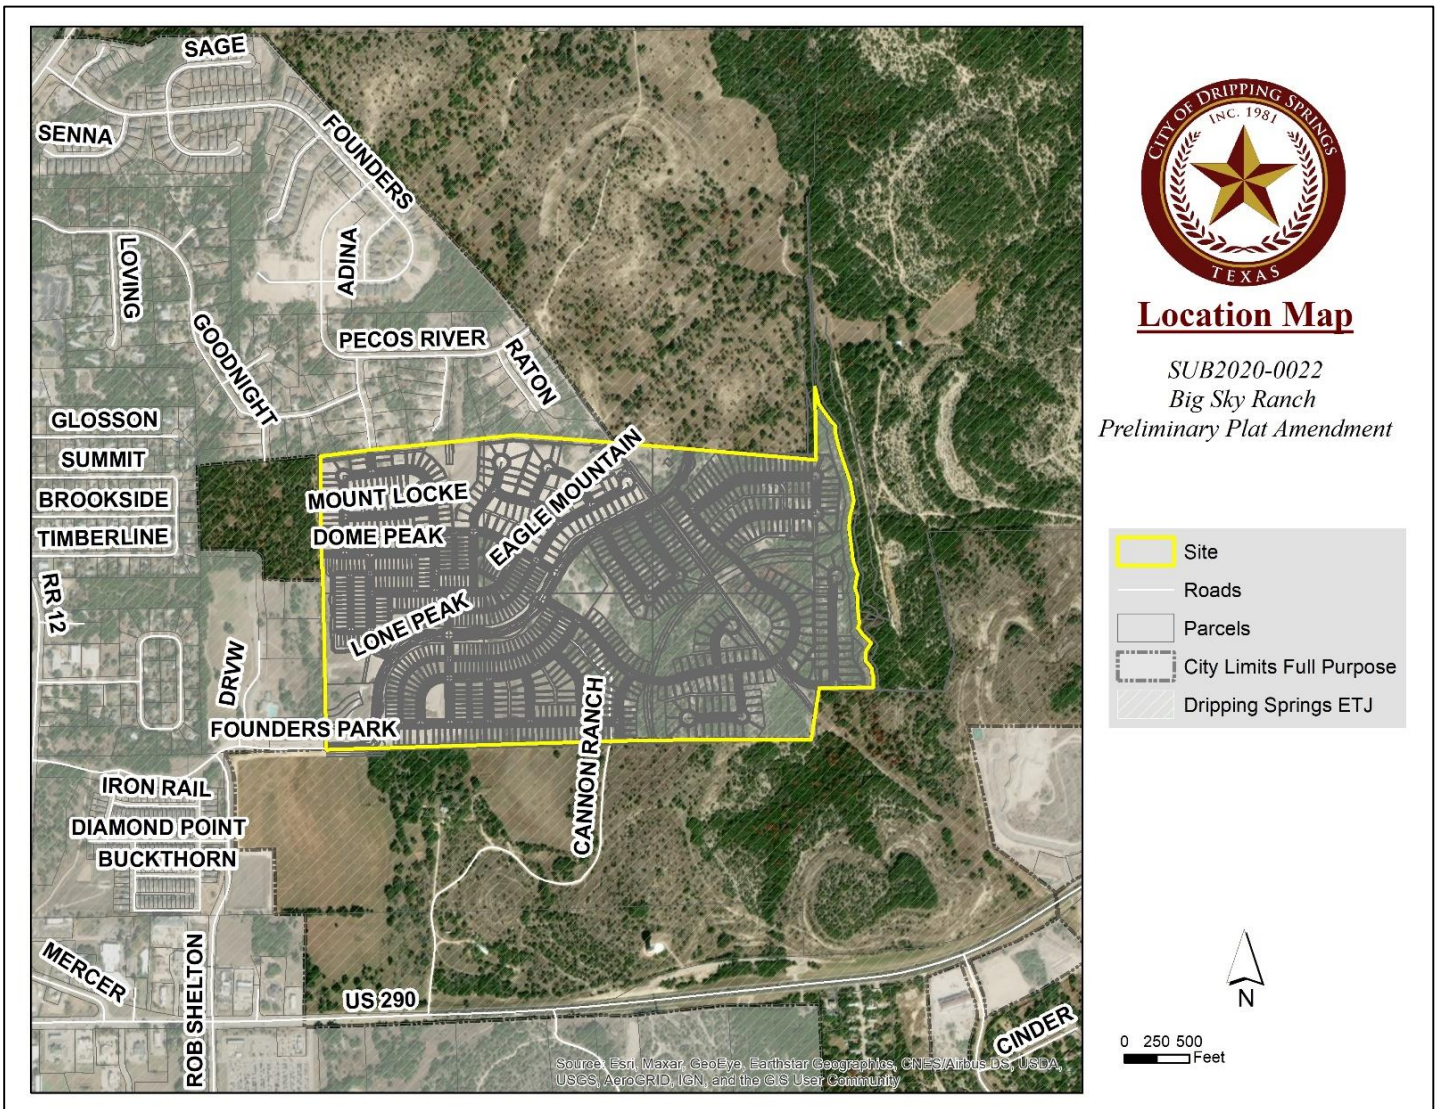 SAGE
SENNA
FOUNDERS
LOVING
ADINA
GOODNIGHT
PECOS RIVER
RATON
GLOSSON
SUMMIT
BROOKSIDE
TIMBERLINE
RR 12
MOUNT LOCKE
DOME PEAK
EAGLE MOUNTAIN
LONE PEAK
DRVW
FOUNDERS PARK
CANNON RANCH
IRON RAIL
DIAMOND POINT
BUCKTHORN
MERCER
ROB SHELTON
US 290
CINDER
Source: Esri, Maxar, GeoEye, Earthstar Geographics, CNES/Airbus DS, USDA,
USGS, AeroGRID, IGN, and the GIS User Community
CITY OF DRIPPING SPRINGS
INC. 1981
TEXAS
Location Map
SUB2020-0022
Big Sky Ranch
Preliminary Plat Amendment
Site
Roads
Parcels
City Limits Full Purpose
Dripping Springs ETJ
N
0 250 500
Feet